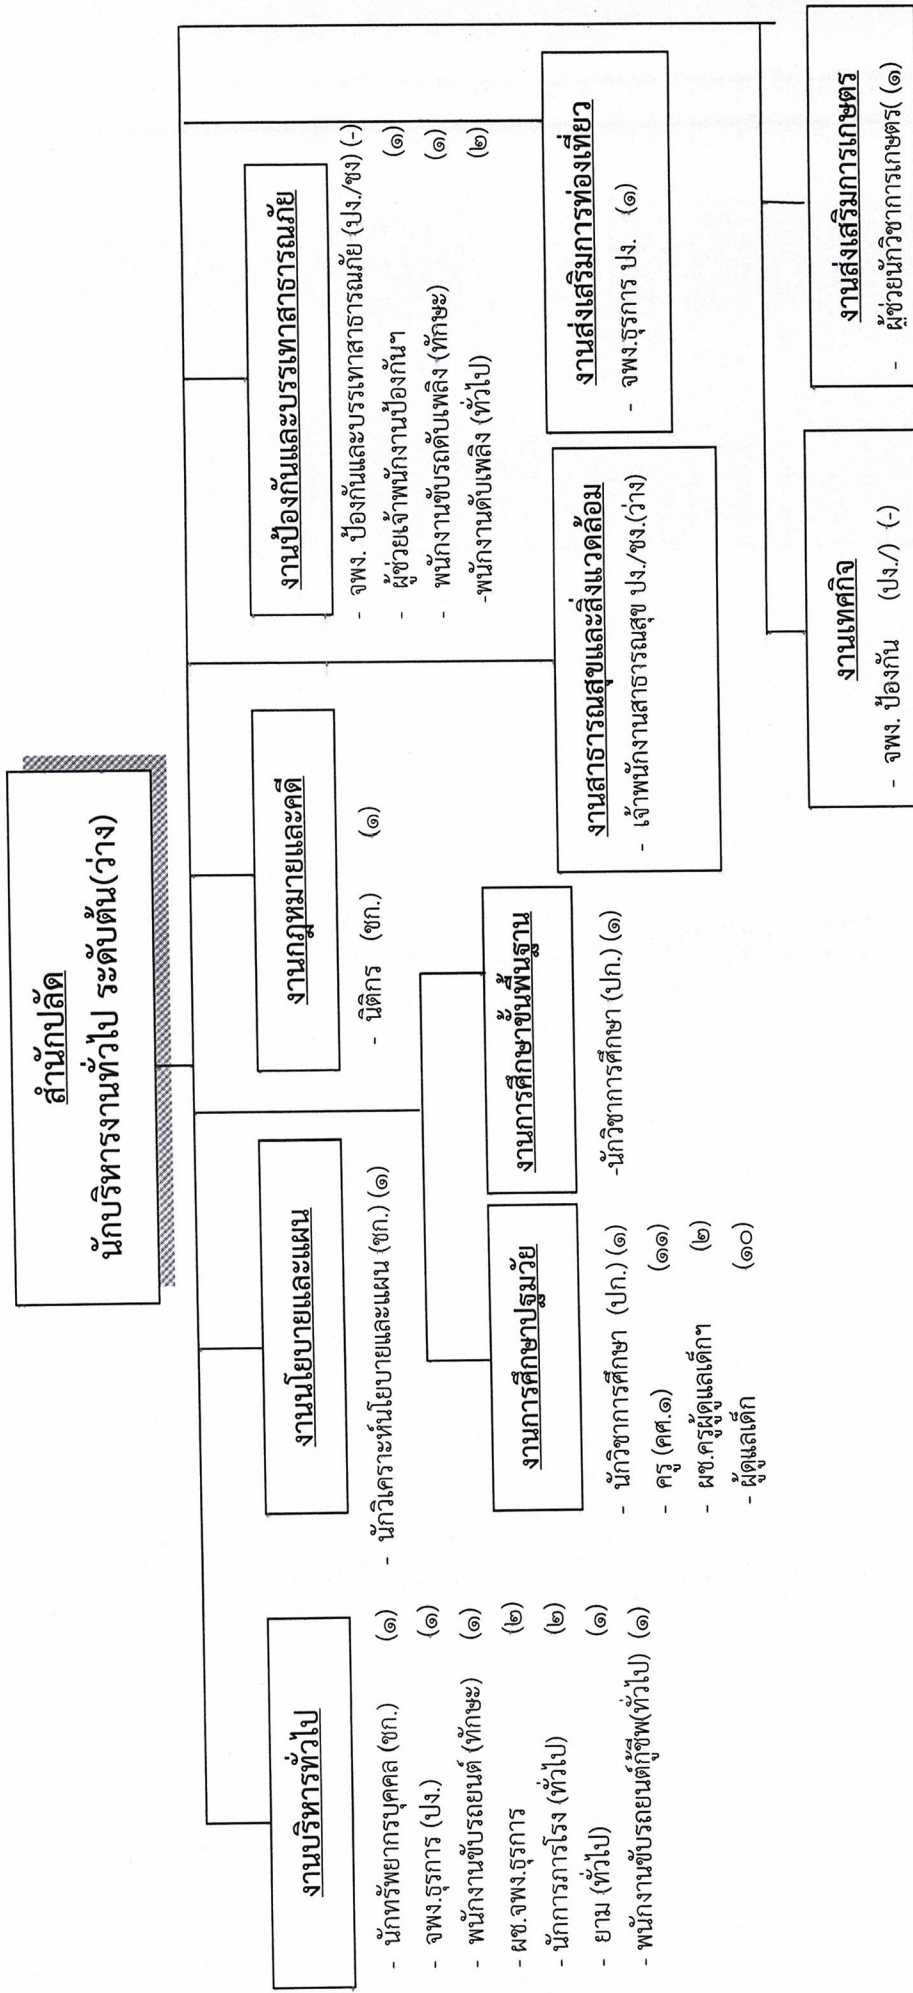 สำนักปลัด
นักบริหารงานทั่วไป ระดับต้น(ว่าง)
งานบริหารทั่วไป
- นักทรัพยากรบุคคล (ชก.) (๑)
- จพง.ธุรการ (ปง.) (๑)
- พนักงานขับรถยนต์ (ทักษะ) (๑)
- ผช.จพง.ธุรการ (๒)
- นักการภารโรง (ทั่วไป) (๒)
- ยาม (ทั่วไป) (๑)
- พนักงานขับรถยนต์กู้ชีพ(ทั่วไป) (๑)
งานนโยบายและแผน
- นักวิเคราะห์นโยบายและแผน (ชก.) (๑)
งานกฎหมายและคดี
- นิติกร (ชก.) (๑)
งานป้องกันและบรรเทาสาธารณภัย
- จพง. ป้องกันและบรรเทาสาธารณภัย (ปง./ชง) (-)
- ผู้ช่วยเจ้าพนักงานป้องกันฯ (๑)
- พนักงานขับรถดับเพลิง (ทักษะ) (๑)
-พนักงานดับเพลิง (ทั่วไป) (๒)
งานการศึกษาปฐมวัย
- นักวิชาการศึกษา (ปก.) (๑)
- ครู (คศ.๑) (๑๑)
- ผช.ครูผู้ดูแลเด็กฯ (๒)
- ผู้ดูแลเด็ก (๑๐)
งานการศึกษาขั้นพื้นฐาน
-นักวิชาการศึกษา (ปก.) (๑)
งานสาธารณสุขและสิ่งแวดล้อม
- เจ้าพนักงานสาธารณสุข ปง./ชง.(ว่าง)
งานส่งเสริมการท่องเที่ยว
- จพง.ธุรการ ปง. (๑)
งานเทศกิจ
- จพง. ป้องกัน (ปง./) (-)
งานส่งเสริมการเกษตร
- ผู้ช่วยนักวิชาการเกษตร( (๑)